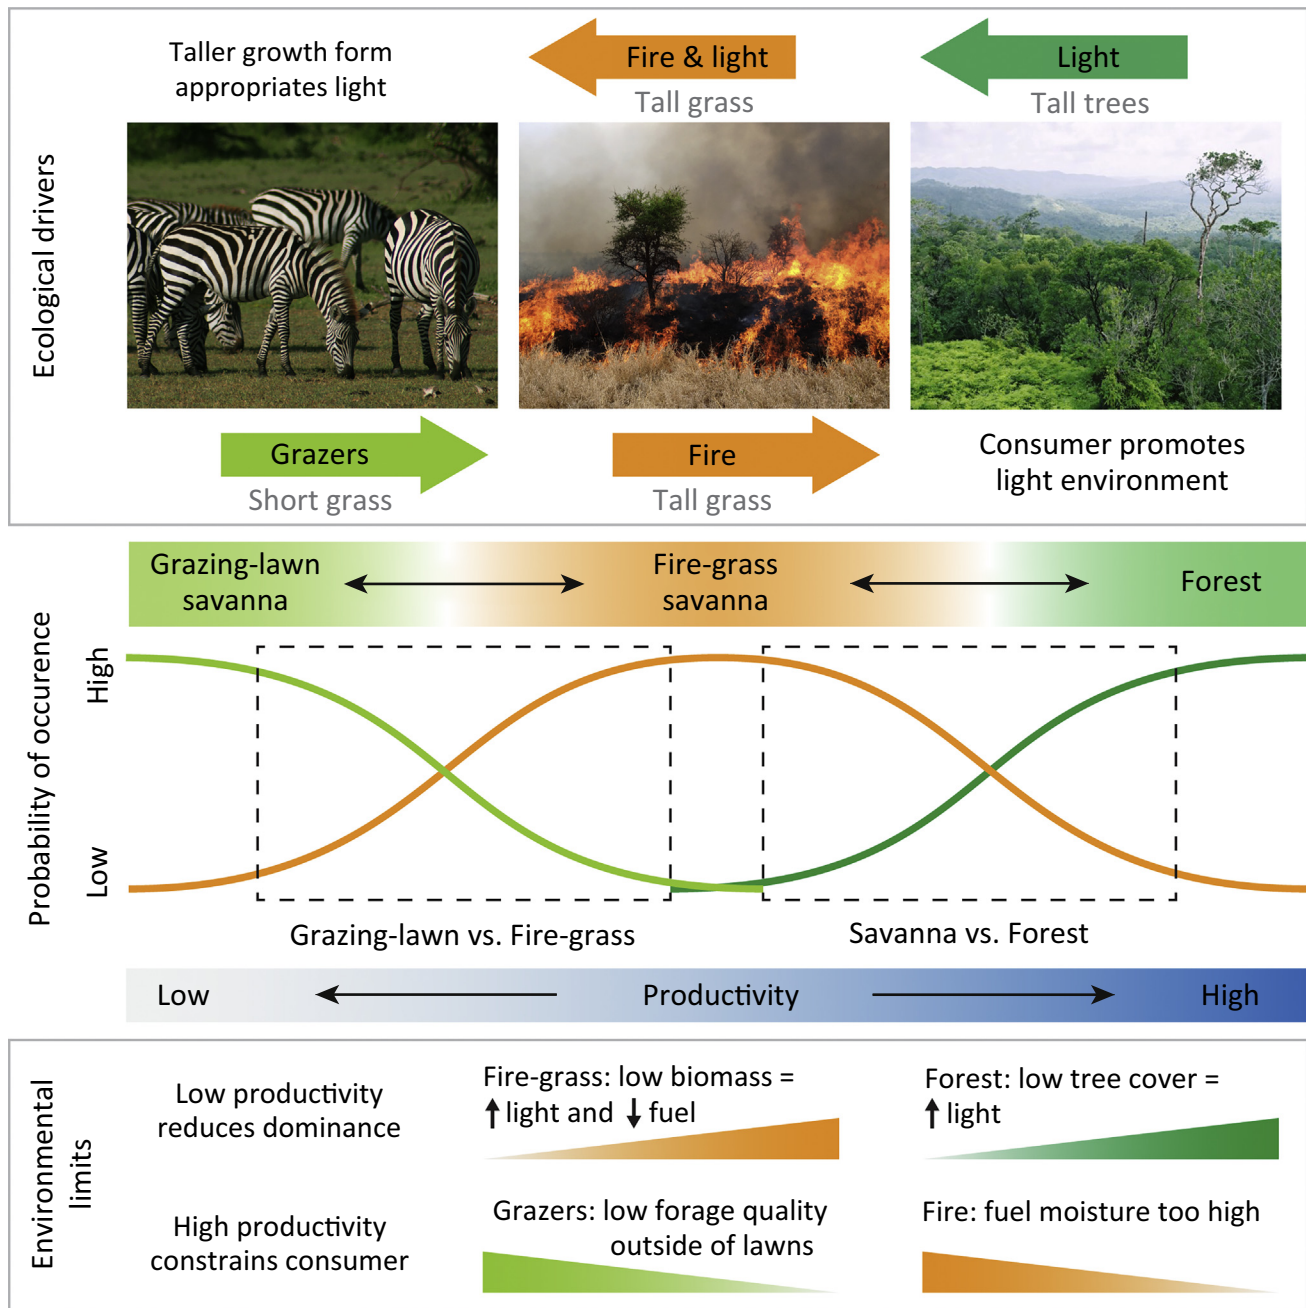 Taller growth form
appropriates light
Fire & light
Tall grass
Light
Tall trees
Ecological drivers
Grazers
Short grass
Fire
Tall grass
Consumer promotes
light environment
Grazing-lawn
savanna
Fire-grass
savanna
Forest
Probability of occurence
High
Low
Grazing-lawn vs. Fire-grass
Savanna vs. Forest
Low
Productivity
High
Environmental
limits
Low productivity
reduces dominance
Fire-grass: low biomass =
↑ light and ↓ fuel
Forest: low tree cover =
↑ light
High productivity
constrains consumer
Grazers: low forage quality
outside of lawns
Fire: fuel moisture too high